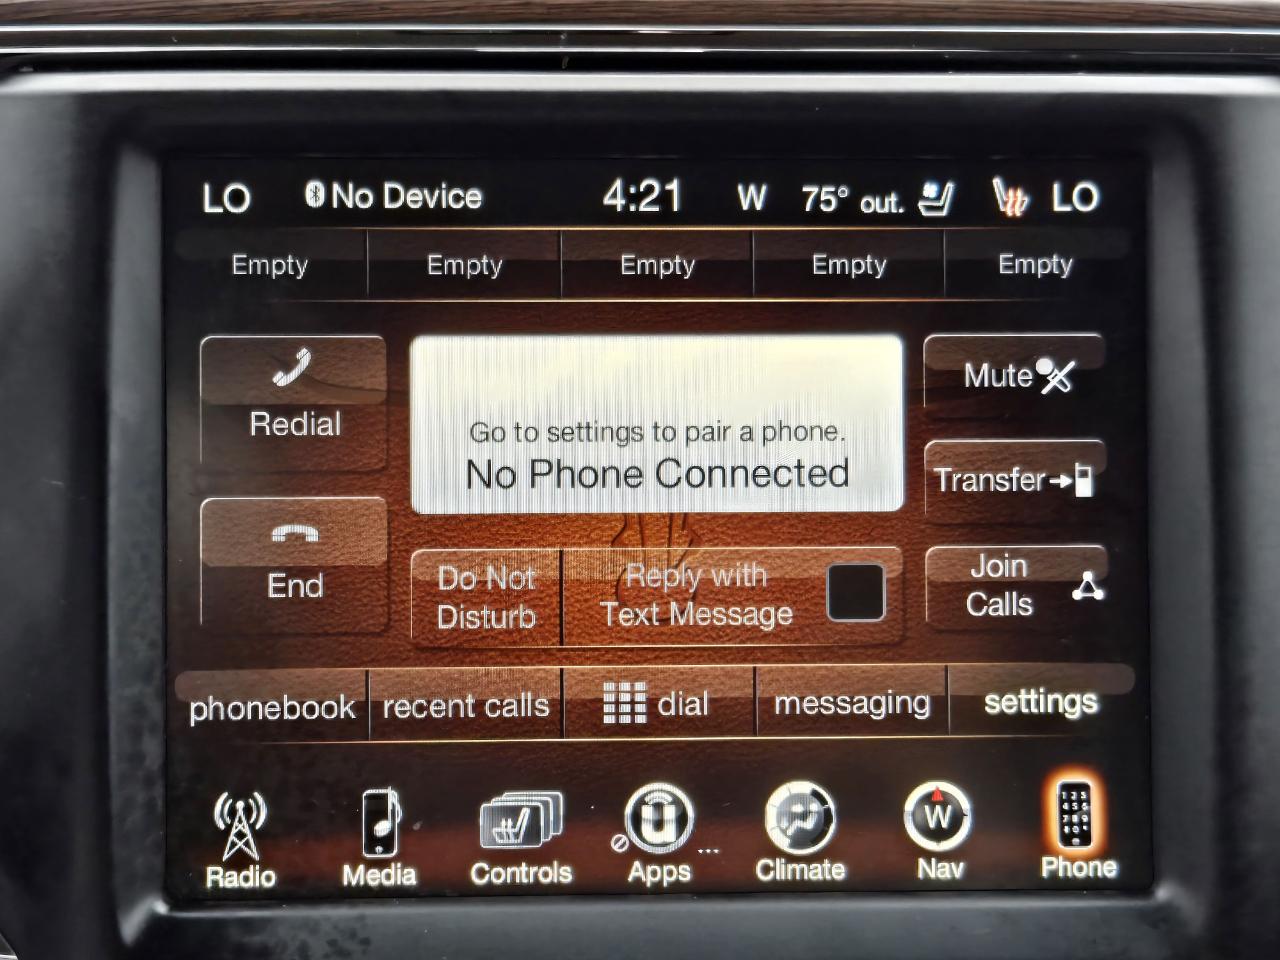 LO No Device 4:21 W 75° out. LO
Empty Empty Empty Empty Empty
Redial
Go to settings to pair a phone.
No Phone Connected
Mute
Transfer
End
Do Not
Disturb
Reply with
Text Message
Join
Calls
phonebook recent calls dial messaging settings
W
Radio Media Controls Apps ... Climate Nav Phone